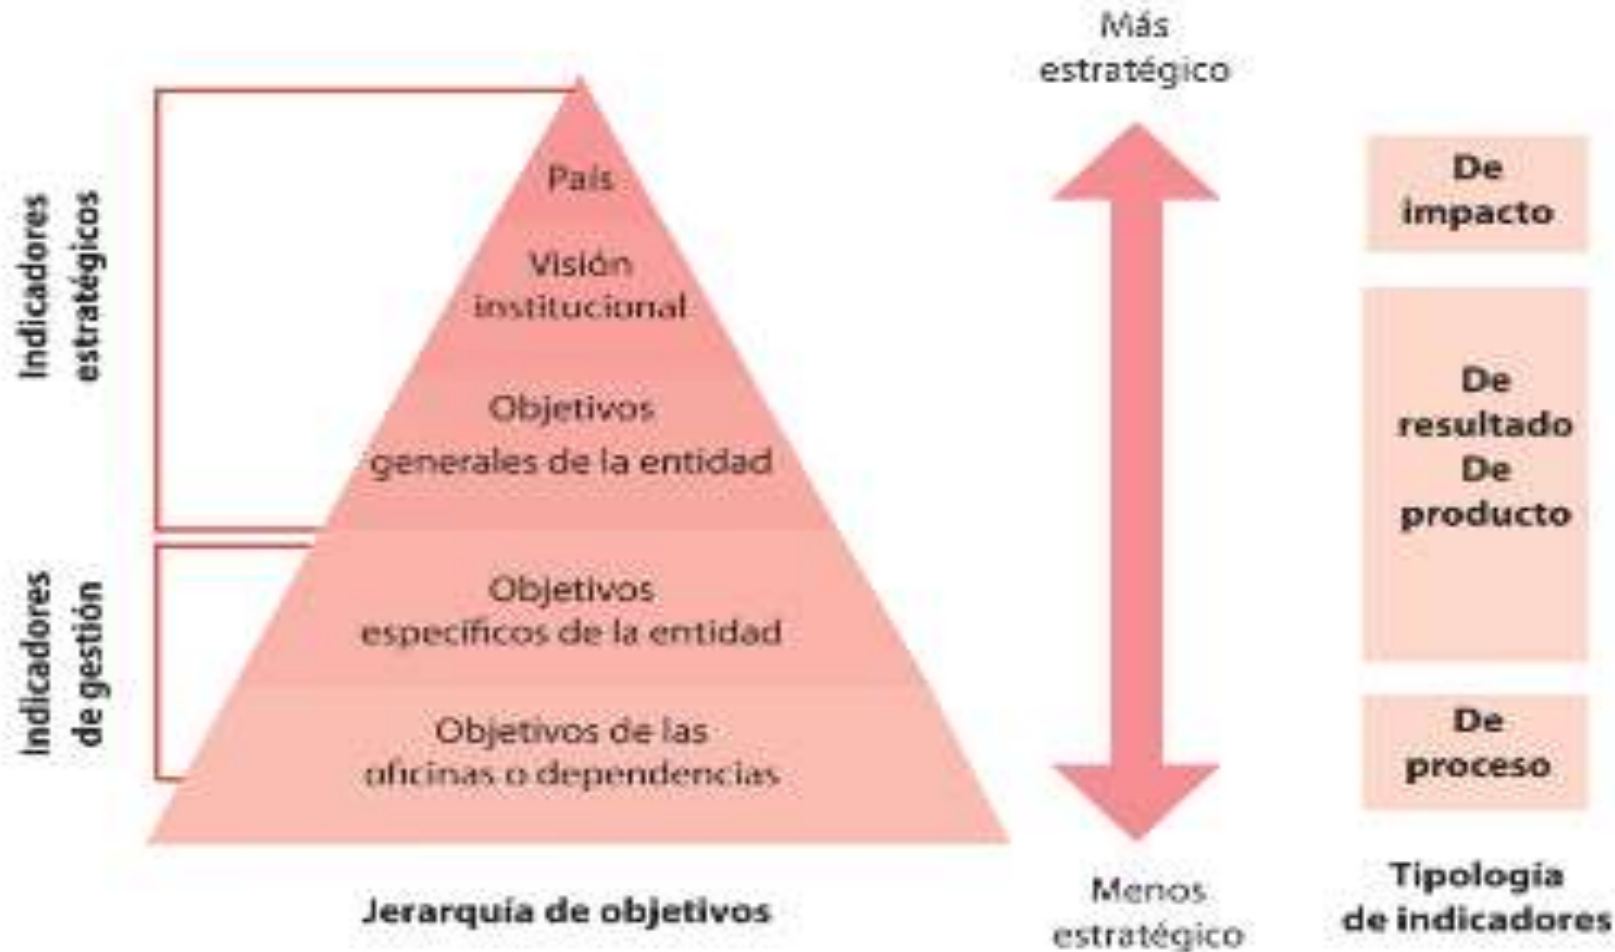 Indicadores
estratégicos
Indicadores
de gestión
País
Visión
institucional
Objetivos
generales de la entidad
Objetivos
específicos de la entidad
Objetivos de las
oficinas o dependencias
Jerarquía de objetivos
Más
estratégico
Menos
estratégico
De
impacto
De
resultado
De
producto
De
proceso
Tipología
de indicadores